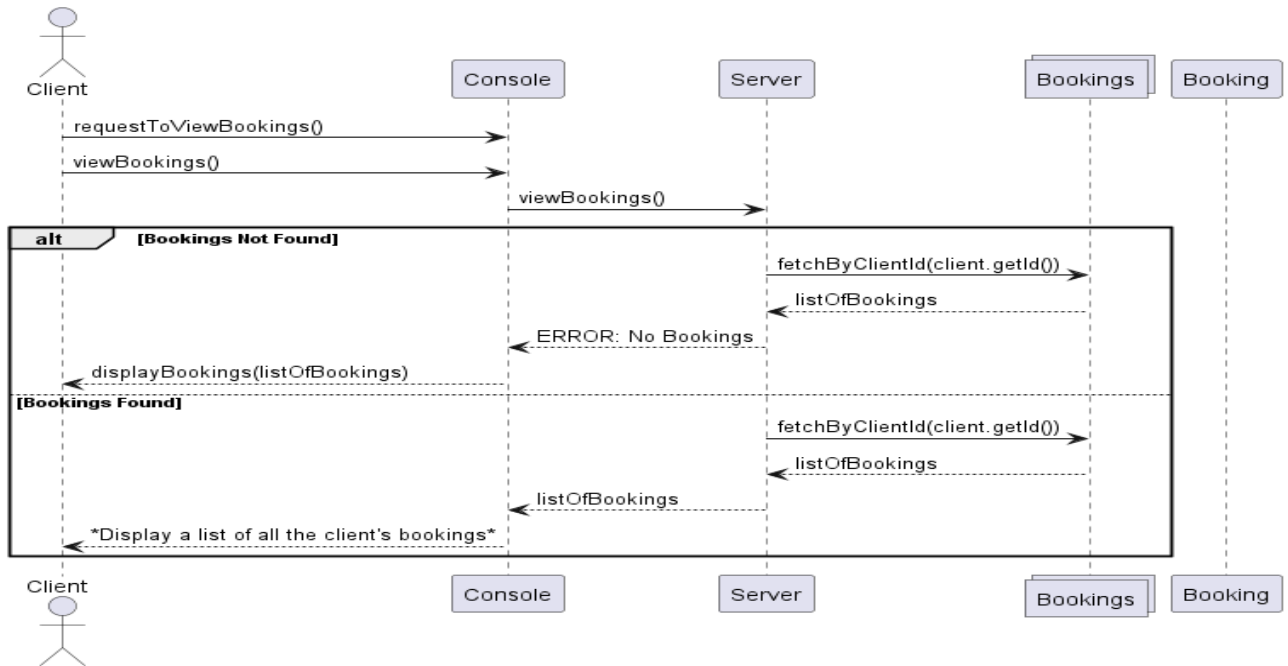 Client
Console
Server
Bookings
Booking
requestToViewBookings()
viewBookings()
viewBookings()
alt
[Bookings Not Found]
fetchByClientId(client.getId())
listOfBookings
ERROR: No Bookings
displayBookings(listOfBookings)
[Bookings Found]
fetchByClientId(client.getId())
listOfBookings
listOfBookings
*Display a list of all the client's bookings*
Client
Console
Server
Bookings
Booking